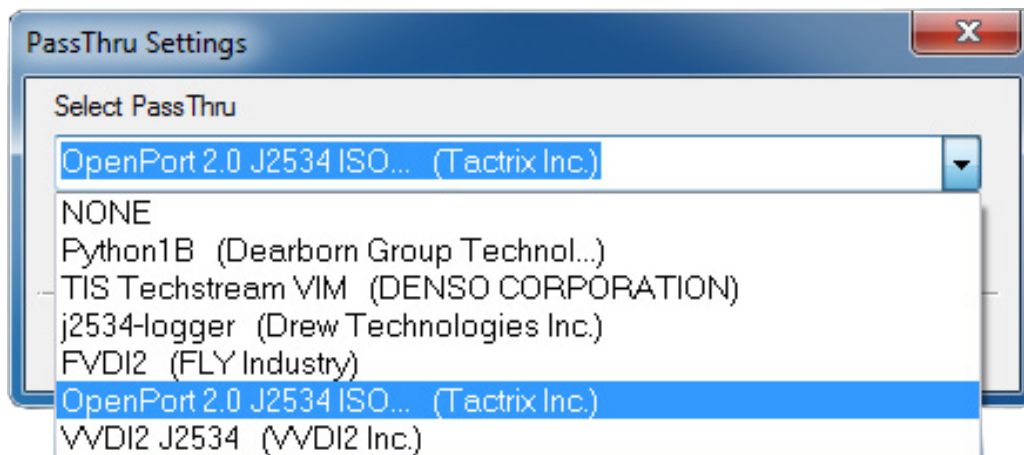 PassThru Settings
x
Select PassThru
OpenPort 2.0 J2534 ISO... (Tactrix Inc.)
NONE
Python1B (Dearborn Group Technol...)
TIS Techstream VIM (DENSO CORPORATION)
j2534-logger (Drew Technologies Inc.)
FVDI2 (FLY Industry)
OpenPort 2.0 J2534 ISO... (Tactrix Inc.)
VVDI2 J2534 (VVDI2 Inc.)